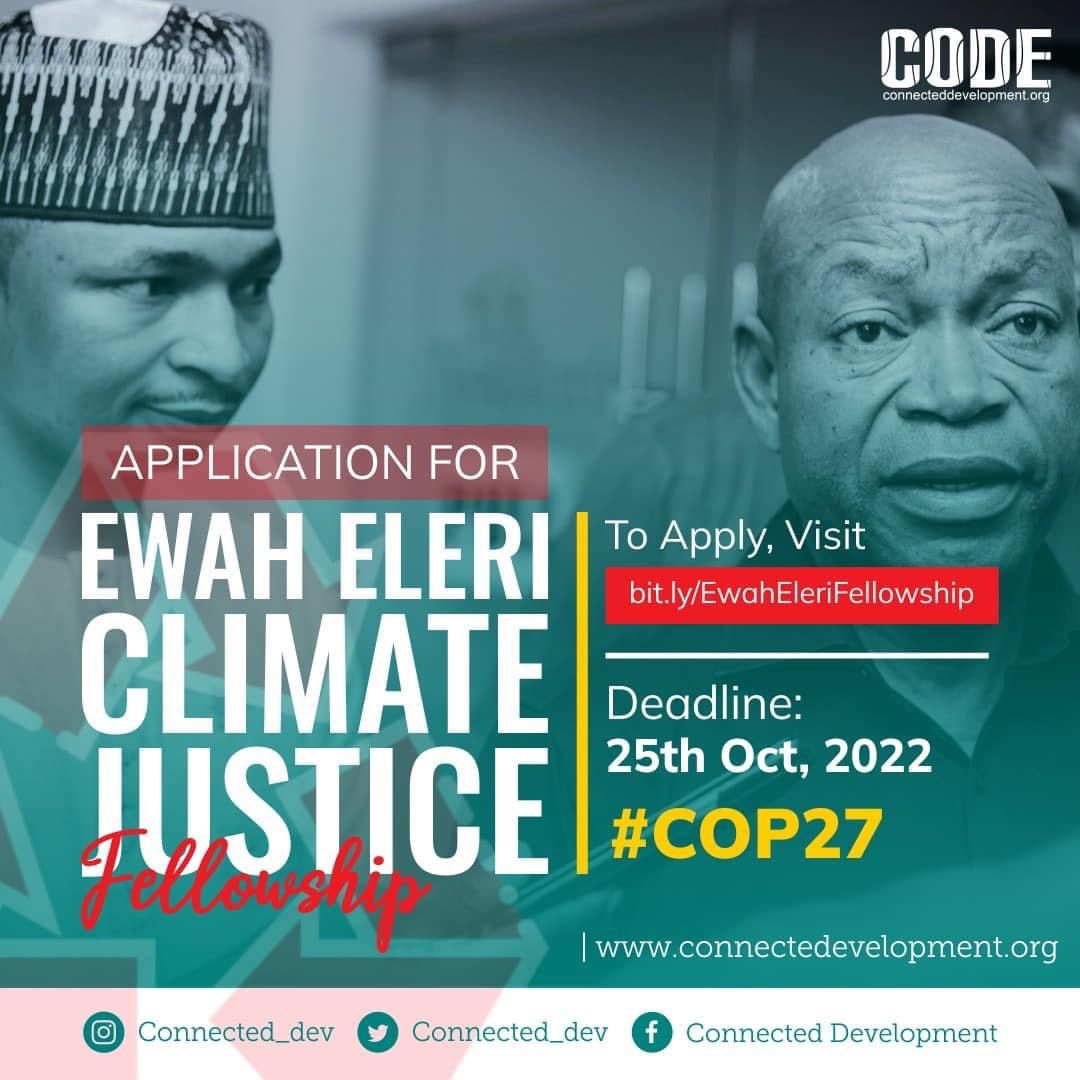 CODE
connecteddevelopment.org
APPLICATION FOR
EWAH ELERI
CLIMATE
JUSTICE
Fellowship
To Apply, Visit
bit.ly/EwahEleriFellowship
Deadline:
25th Oct, 2022
#COP27
| www.connectedevelopment.org
Connected_dev Connected_dev Connected Development